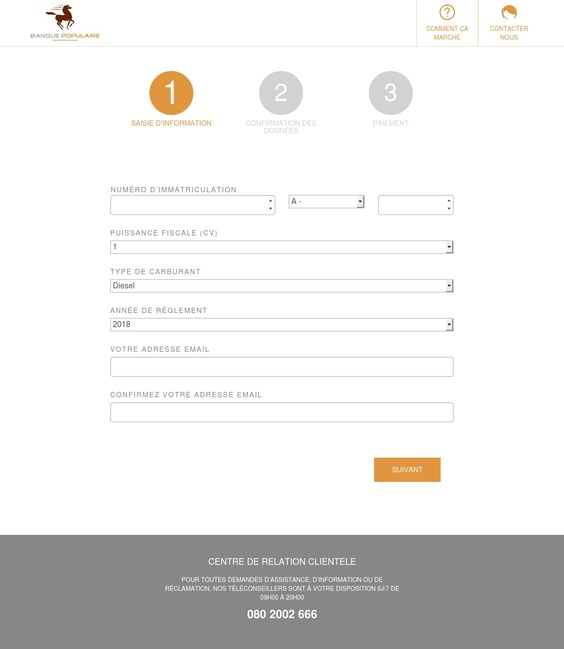 BANQUE POPULAIRE
COMMENT ÇA
MARCHE
CONTACTER
NOUS
1
2
3
SAISIE D'INFORMATION
CONFIRMATION DES
DONNÉES
PAIEMENT
NUMÉRO D'IMMATRICULATION
A -
PUISSANCE FISCALE (CV)
1
TYPE DE CARBURANT
Diesel
ANNÉE DE RÉGLEMENT
2018
VOTRE ADRESSE EMAIL
CONFIRMEZ VOTRE ADRESSE EMAIL
SUIVANT
CENTRE DE RELATION CLIENTELE
POUR TOUTES DEMANDES D'ASSISTANCE, D'INFORMATION OU DE
RÉCLAMATION, NOS TÉLÉCONSEILLERS SONT À VOTRE DISPOSITION 6J/7 DE
09H00 À 20H00
080 2002 666